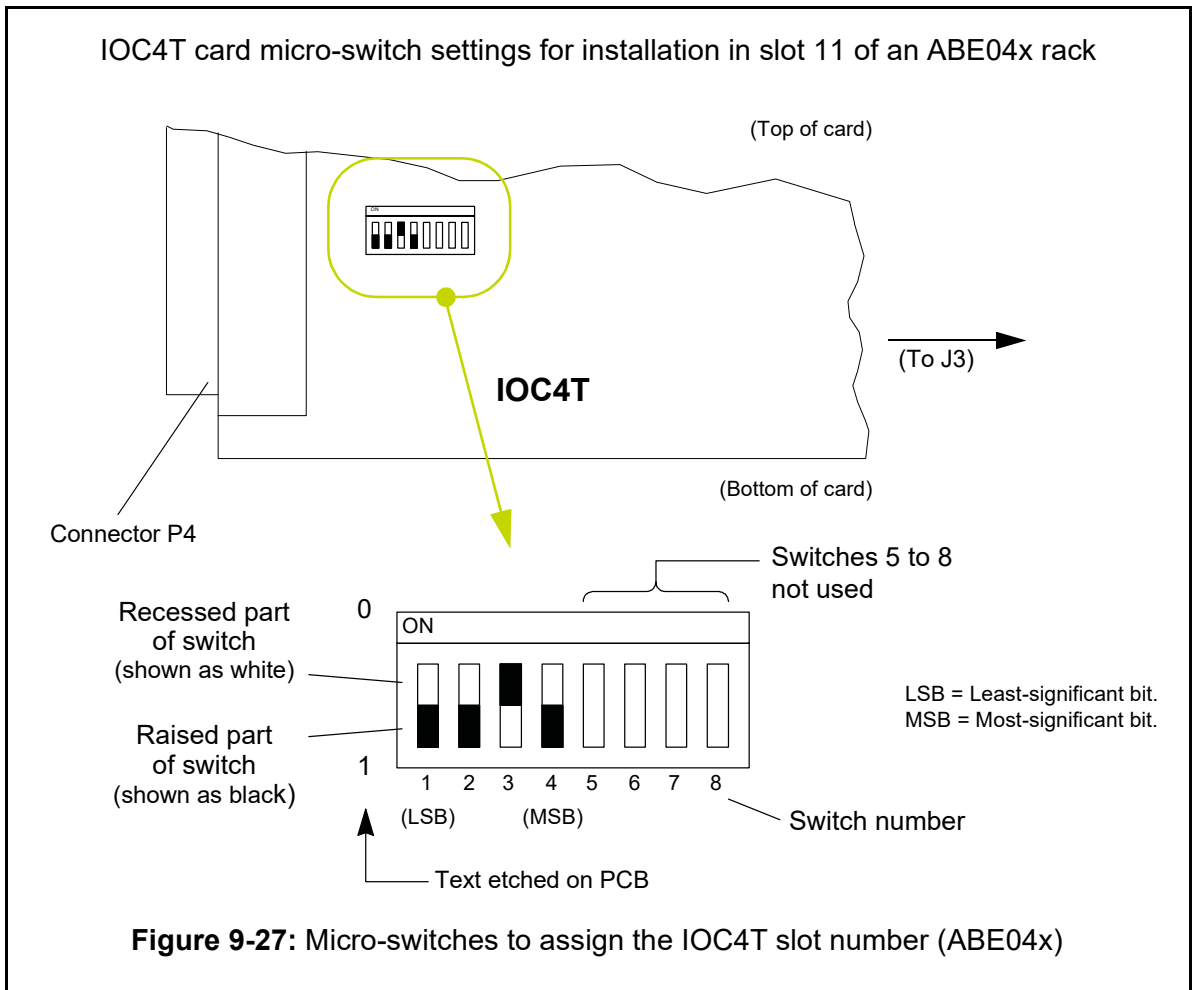 IOC4T card micro-switch settings for installation in slot 11 of an ABE04x rack
(Top of card)
ON
(To J3)
IOC4T
(Bottom of card)
Connector P4
Switches 5 to 8
not used
Recessed part
of switch
(shown as white)
0
ON
LSB = Least-significant bit.
MSB = Most-significant bit.
Raised part
of switch
(shown as black)
1
1 2 3 4 5 6 7 8
(LSB) (MSB)
Switch number
Text etched on PCB
Figure 9-27: Micro-switches to assign the IOC4T slot number (ABE04x)